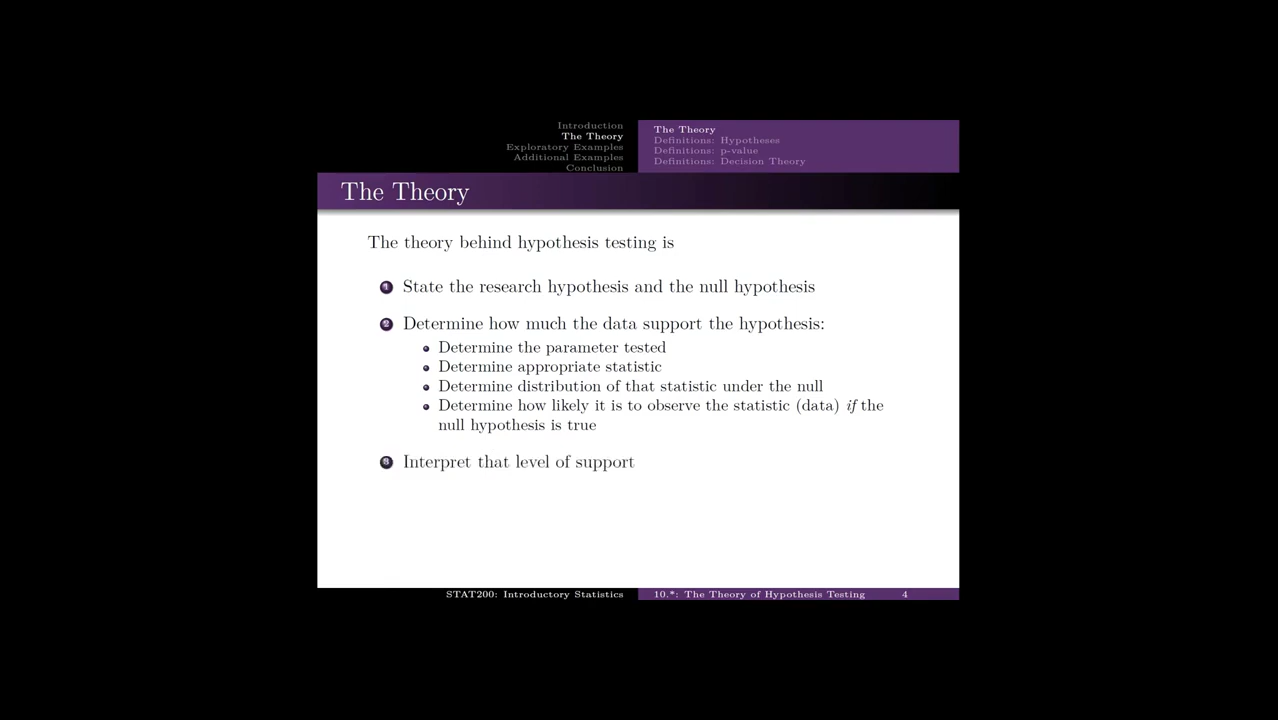 Introduction
The Theory
Exploratory Examples
Additional Examples
Conclusion
The Theory
Definitions: Hypotheses
Definitions: p-value
Definitions: Decision Theory
The Theory
The theory behind hypothesis testing is
1 State the research hypothesis and the null hypothesis
2 Determine how much the data support the hypothesis:
Determine the parameter tested
Determine appropriate statistic
Determine distribution of that statistic under the null
Determine how likely it is to observe the statistic (data) if the
null hypothesis is true
3 Interpret that level of support
STAT200: Introductory Statistics
10.*: The Theory of Hypothesis Testing 4